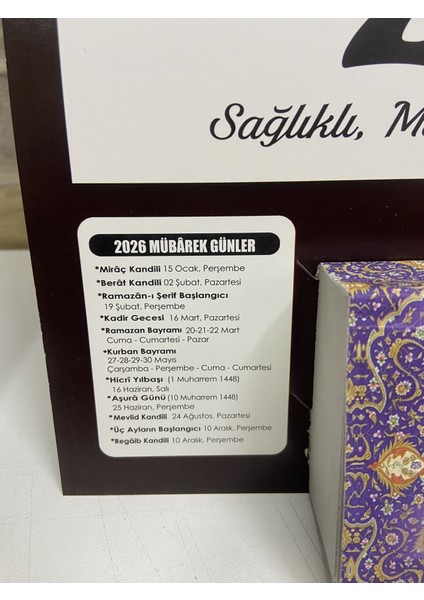 Sağlıklı, M
2026 MÜBÂREK GÜNLER
*Mirâç Kandili 15 Ocak, Perşembe
*Berât Kandili 02 Şubat, Pazartesi
*Ramazân-ı Şerif Başlangıcı
19 Şubat, Perşembe
*Kadir Gecesi 16 Mart, Pazartesi
*Ramazan Bayramı 20-21-22 Mart
Cuma - Cumartesi - Pazar
*Kurban Bayramı
27-28-29-30 Mayıs
Çarşamba - Perşembe - Cuma - Cumartesi
*Hicrî Yılbaşı (1 Muharrem 1448)
16 Haziran, Salı
*Aşurâ Günü (10 Muharrem 1448)
25 Haziran, Perşembe
*Mevlid Kandili 24 Ağustos, Pazartesi
*Üç Ayların Başlangıcı 10 Aralık, Perşembe
*Regâib Kandili 10 Aralık, Perşembe